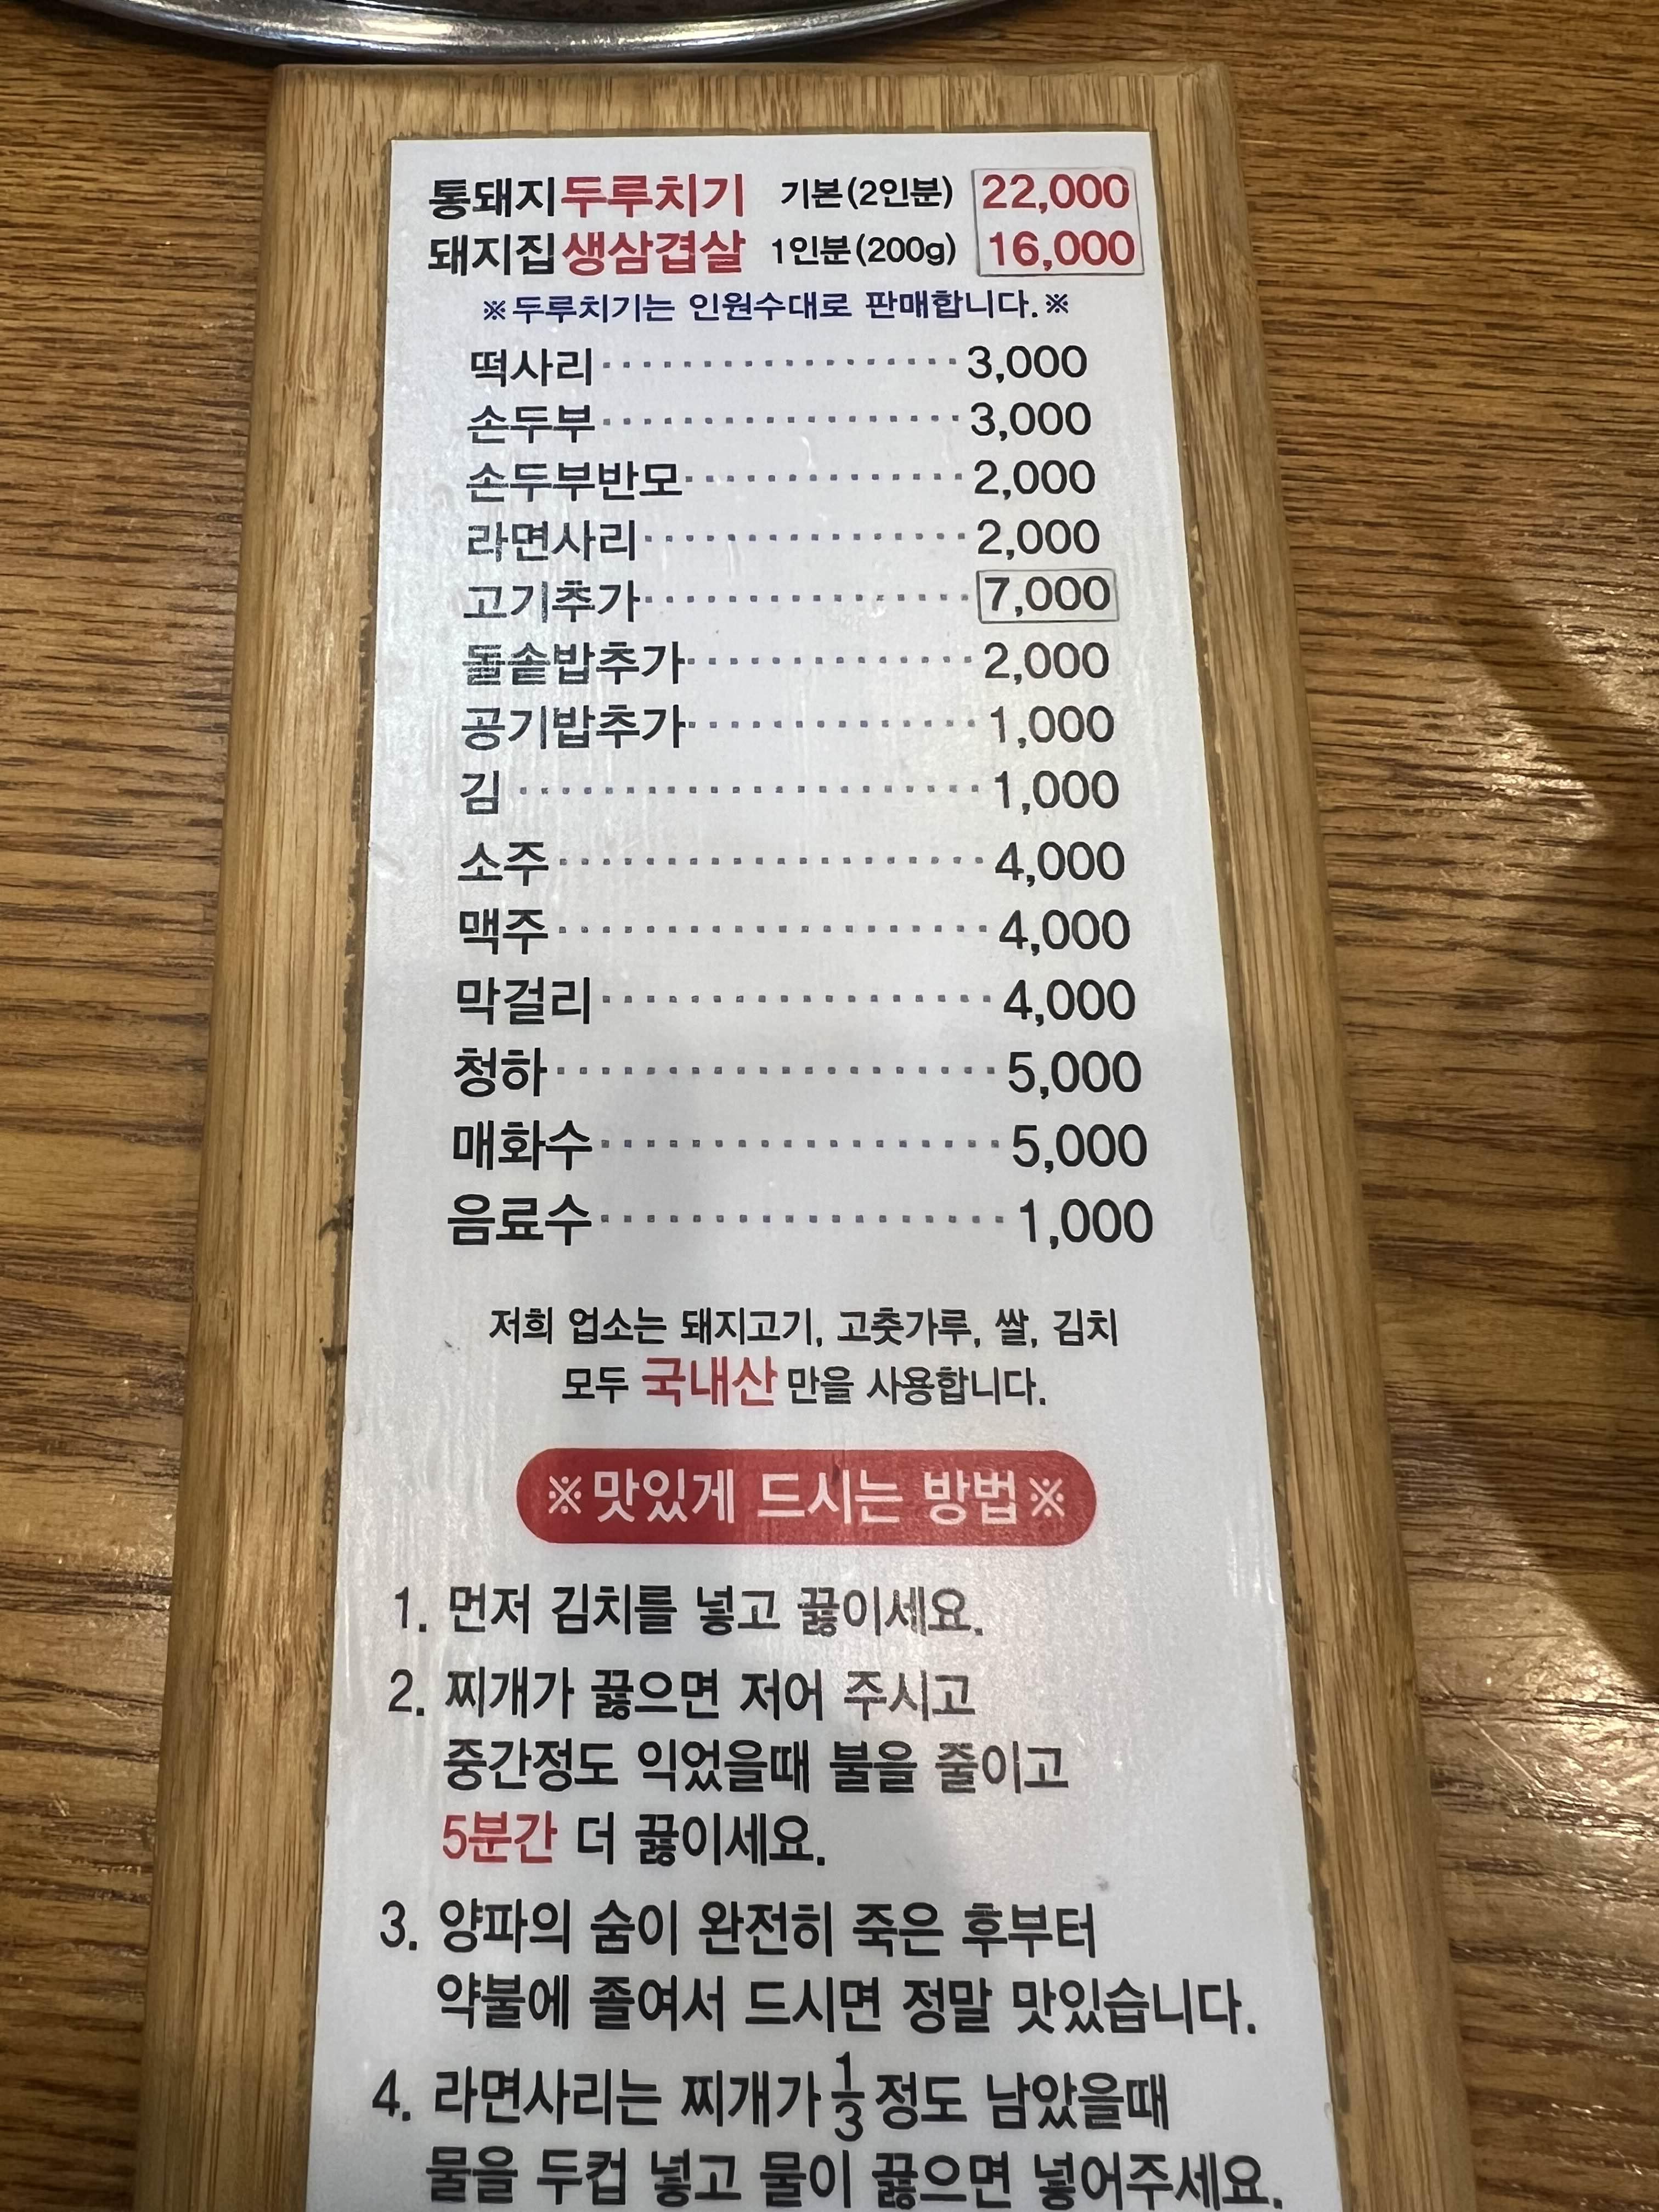 통돼지두루치기 기본(2인분) 22,000
돼지집생삼겹살 1인분(200g) 16,000
※두루치기는 인원수대로 판매합니다.※
떡사리 3,000
손두부 3,000
손두부반모 2,000
라면사리 2,000
고기추가 7,000
돌솥밥추가 2,000
공기밥추가 1,000
김 1,000
소주 4,000
맥주 4,000
막걸리 4,000
청하 5,000
매화수 5,000
음료수 1,000
저희 업소는 돼지고기, 고춧가루, 쌀, 김치
모두 국내산 만을 사용합니다.
※맛있게 드시는 방법※
1. 먼저 김치를 넣고 끓이세요.
2. 찌개가 끓으면 저어 주시고
중간정도 익었을때 불을 줄이고
5분간 더 끓이세요.
3. 양파의 숨이 완전히 죽은 후부터
약불에 졸여서 드시면 정말 맛있습니다.
4. 라면사리는 찌개가 1/3 정도 남았을때
물을 두컵 넣고 물이 끓으면 넣어주세요.